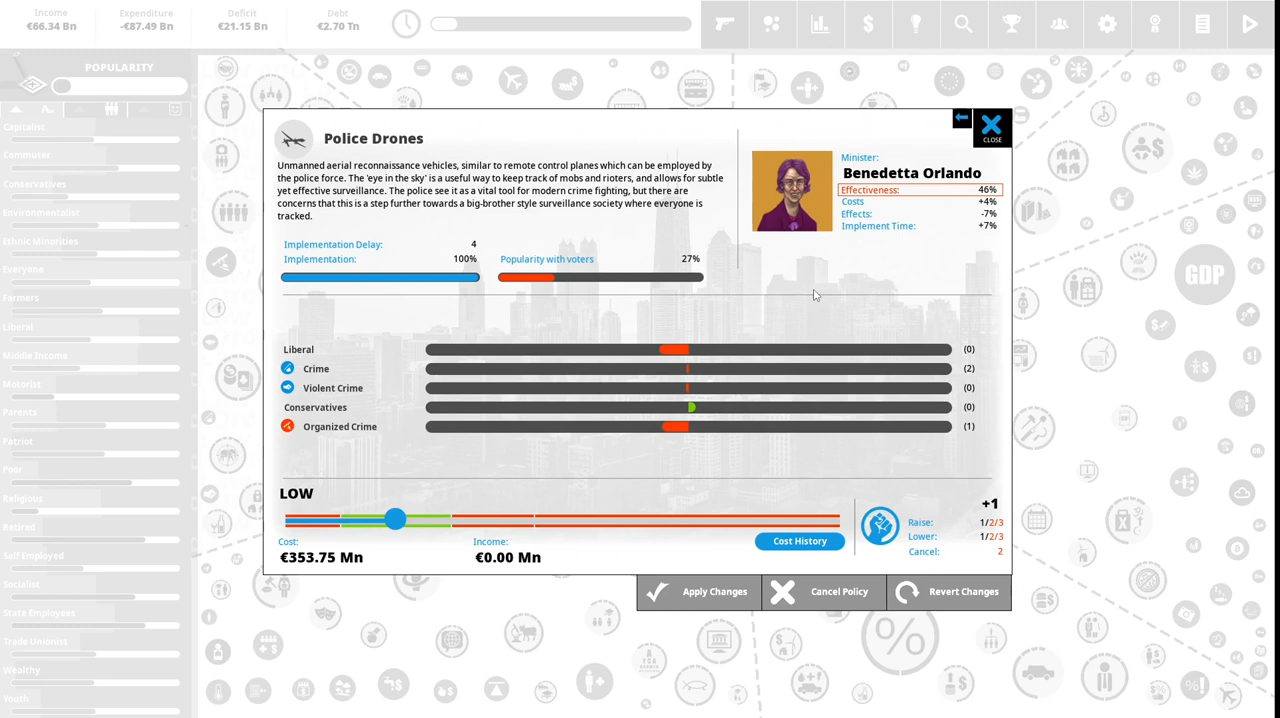 Income
€66.34 Bn
Expenditure
-€87.49 Bn
Deficit
€21.15 Bn
Debt
€2.70 Tn
POPULARITY
Capitalist
Commuter
Conservatives
Environmentalist
Ethnic Minorities
Everyone
Farmers
Liberal
Middle Income
Motorist
Parents
Patriot
Poor
Religious
Retired
Self Employed
Socialist
State Employees
Trade Unionist
Wealthy
Youth
Police Drones
Unmanned aerial reconnaissance vehicles, similar to remote control planes which can be employed by
the police force. The 'eye in the sky' is a useful way to keep track of mobs and rioters, and allows for subtle
yet effective surveillance. The police see it as a vital tool for modern crime fighting, but there are
concerns that this is a step further towards a big-brother style surveillance society where everyone is
tracked.
Implementation Delay: 4
Implementation: 100%
Popularity with voters 27%
CLOSE
Minister:
Benedetta Orlando
Effectiveness: 46%
Costs +4%
Effects: -7%
Implement Time: +7%
Liberal (0)
Crime (2)
Violent Crime (0)
Conservatives (0)
Organized Crime (1)
LOW
Cost:
€353.75 Mn
Income:
€0.00 Mn
Cost History
+1
Raise: 1/2/3
Lower: 1/2/3
Cancel: 2
Apply Changes
Cancel Policy
Revert Changes
GDP